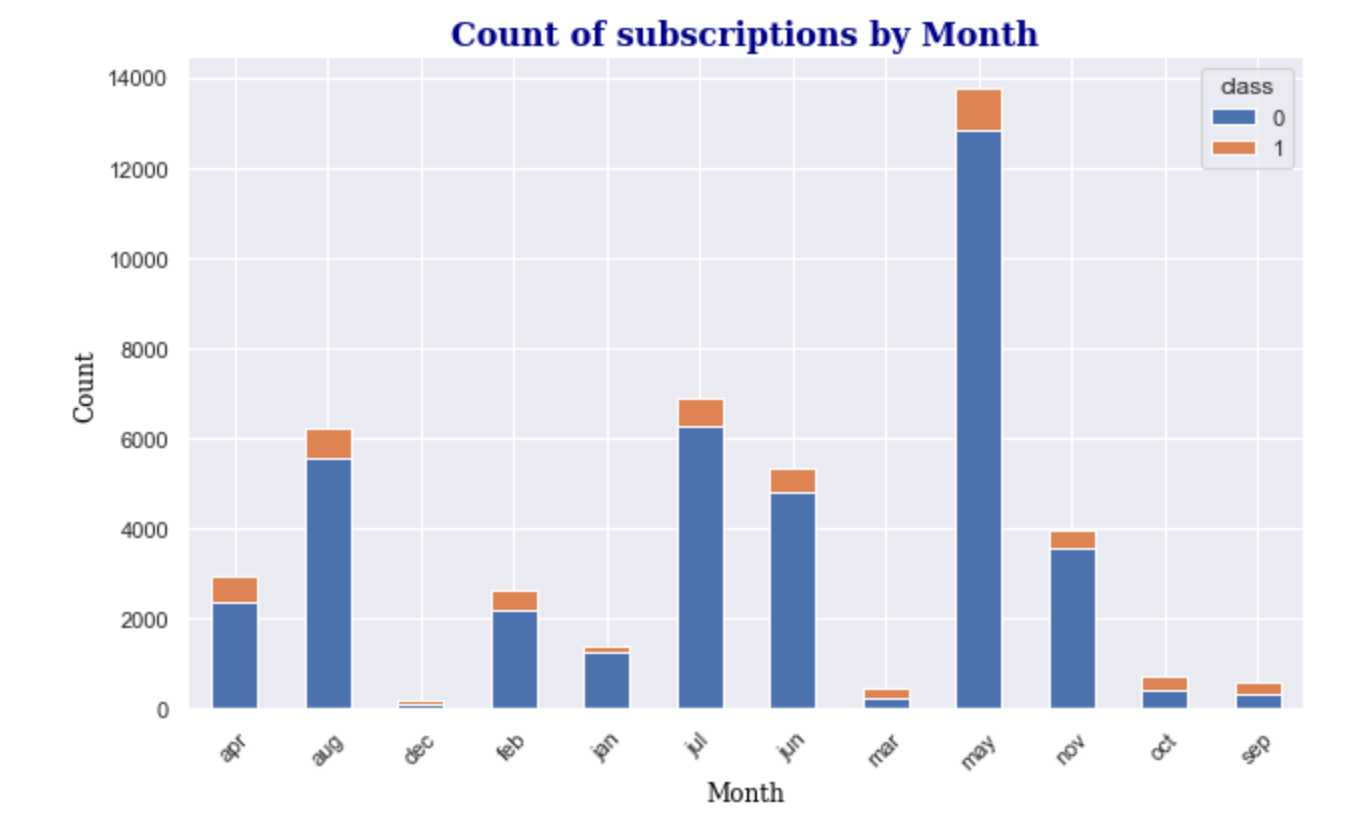 Count of subscriptions by Month
14000
12000
10000
8000
6000
4000
2000
0
Count
class
0
1
apr aug dec feb jan jul jun mar may nov oct sep
Month